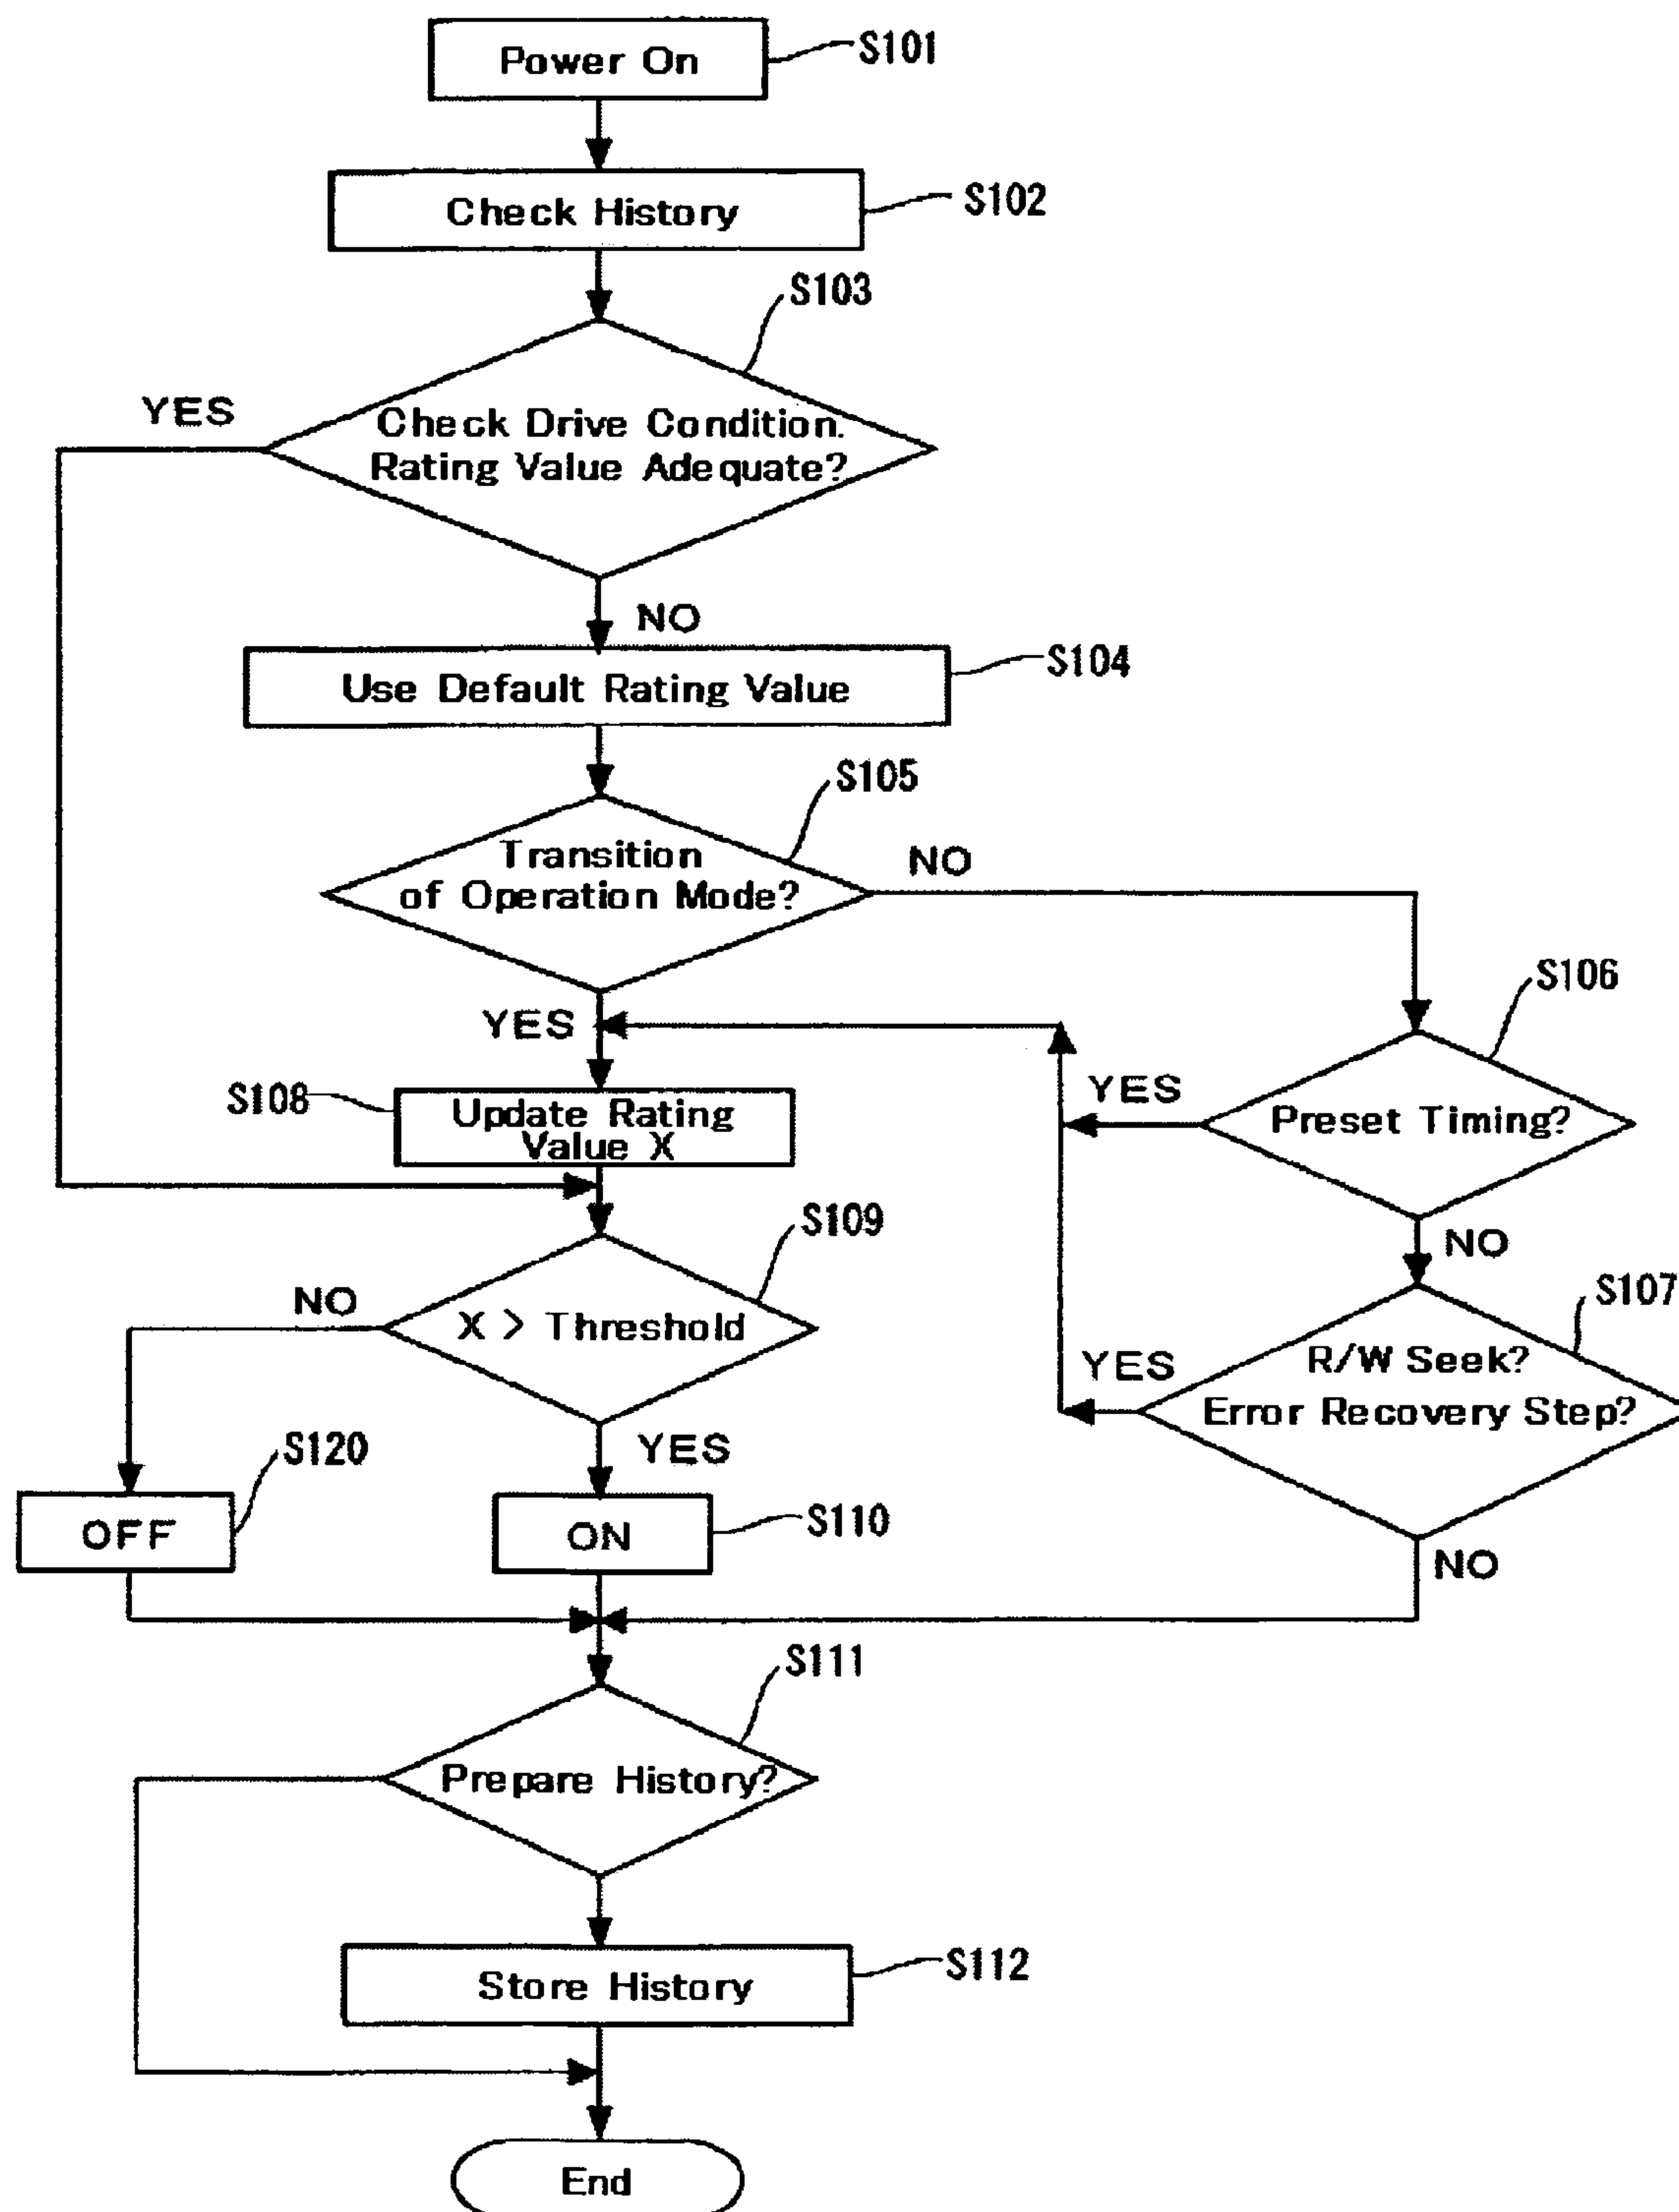 Power On
S101
Check History
S102
S103
YES
Check Drive Condition.
Rating Value Adequate?
NO
Use Default Rating Value
S104
S105
Transition
of Operation Mode?
NO
S106
YES
S108
Update Rating
Value X
YES
Preset Timing?
S109
NO
NO
X > Threshold
S107
R/W Seek?
YES
Error Recovery Step?
YES
S120
OFF
ON
S110
NO
S111
Prepare History?
Store History
S112
End